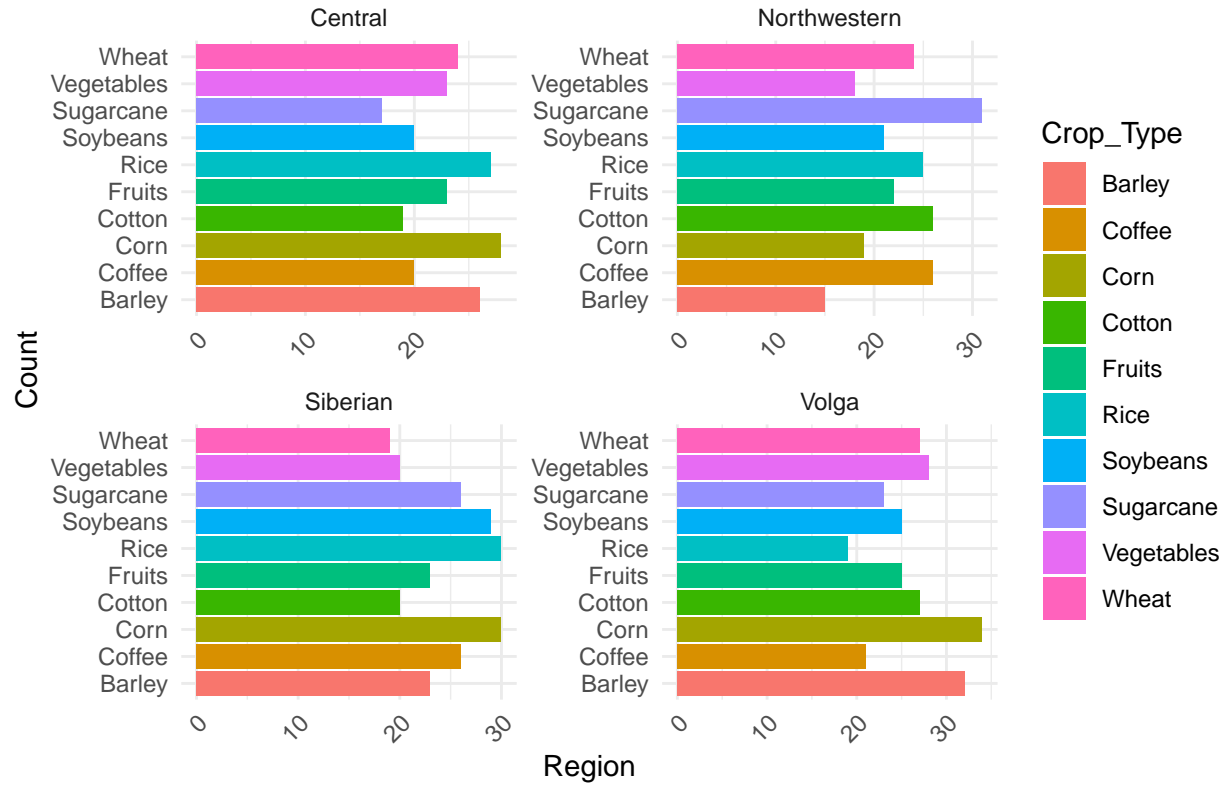 Central
Wheat
Vegetables
Sugarcane
Soybeans
Rice
Fruits
Cotton
Corn
Coffee
Barley
0
10
20
Northwestern
Wheat
Vegetables
Sugarcane
Soybeans
Rice
Fruits
Cotton
Corn
Coffee
Barley
0
10
20
30
Count
Siberian
Wheat
Vegetables
Sugarcane
Soybeans
Rice
Fruits
Cotton
Corn
Coffee
Barley
0
10
20
30
Volga
Wheat
Vegetables
Sugarcane
Soybeans
Rice
Fruits
Cotton
Corn
Coffee
Barley
0
10
20
30
Region
Crop_Type
Barley
Coffee
Corn
Cotton
Fruits
Rice
Soybeans
Sugarcane
Vegetables
Wheat